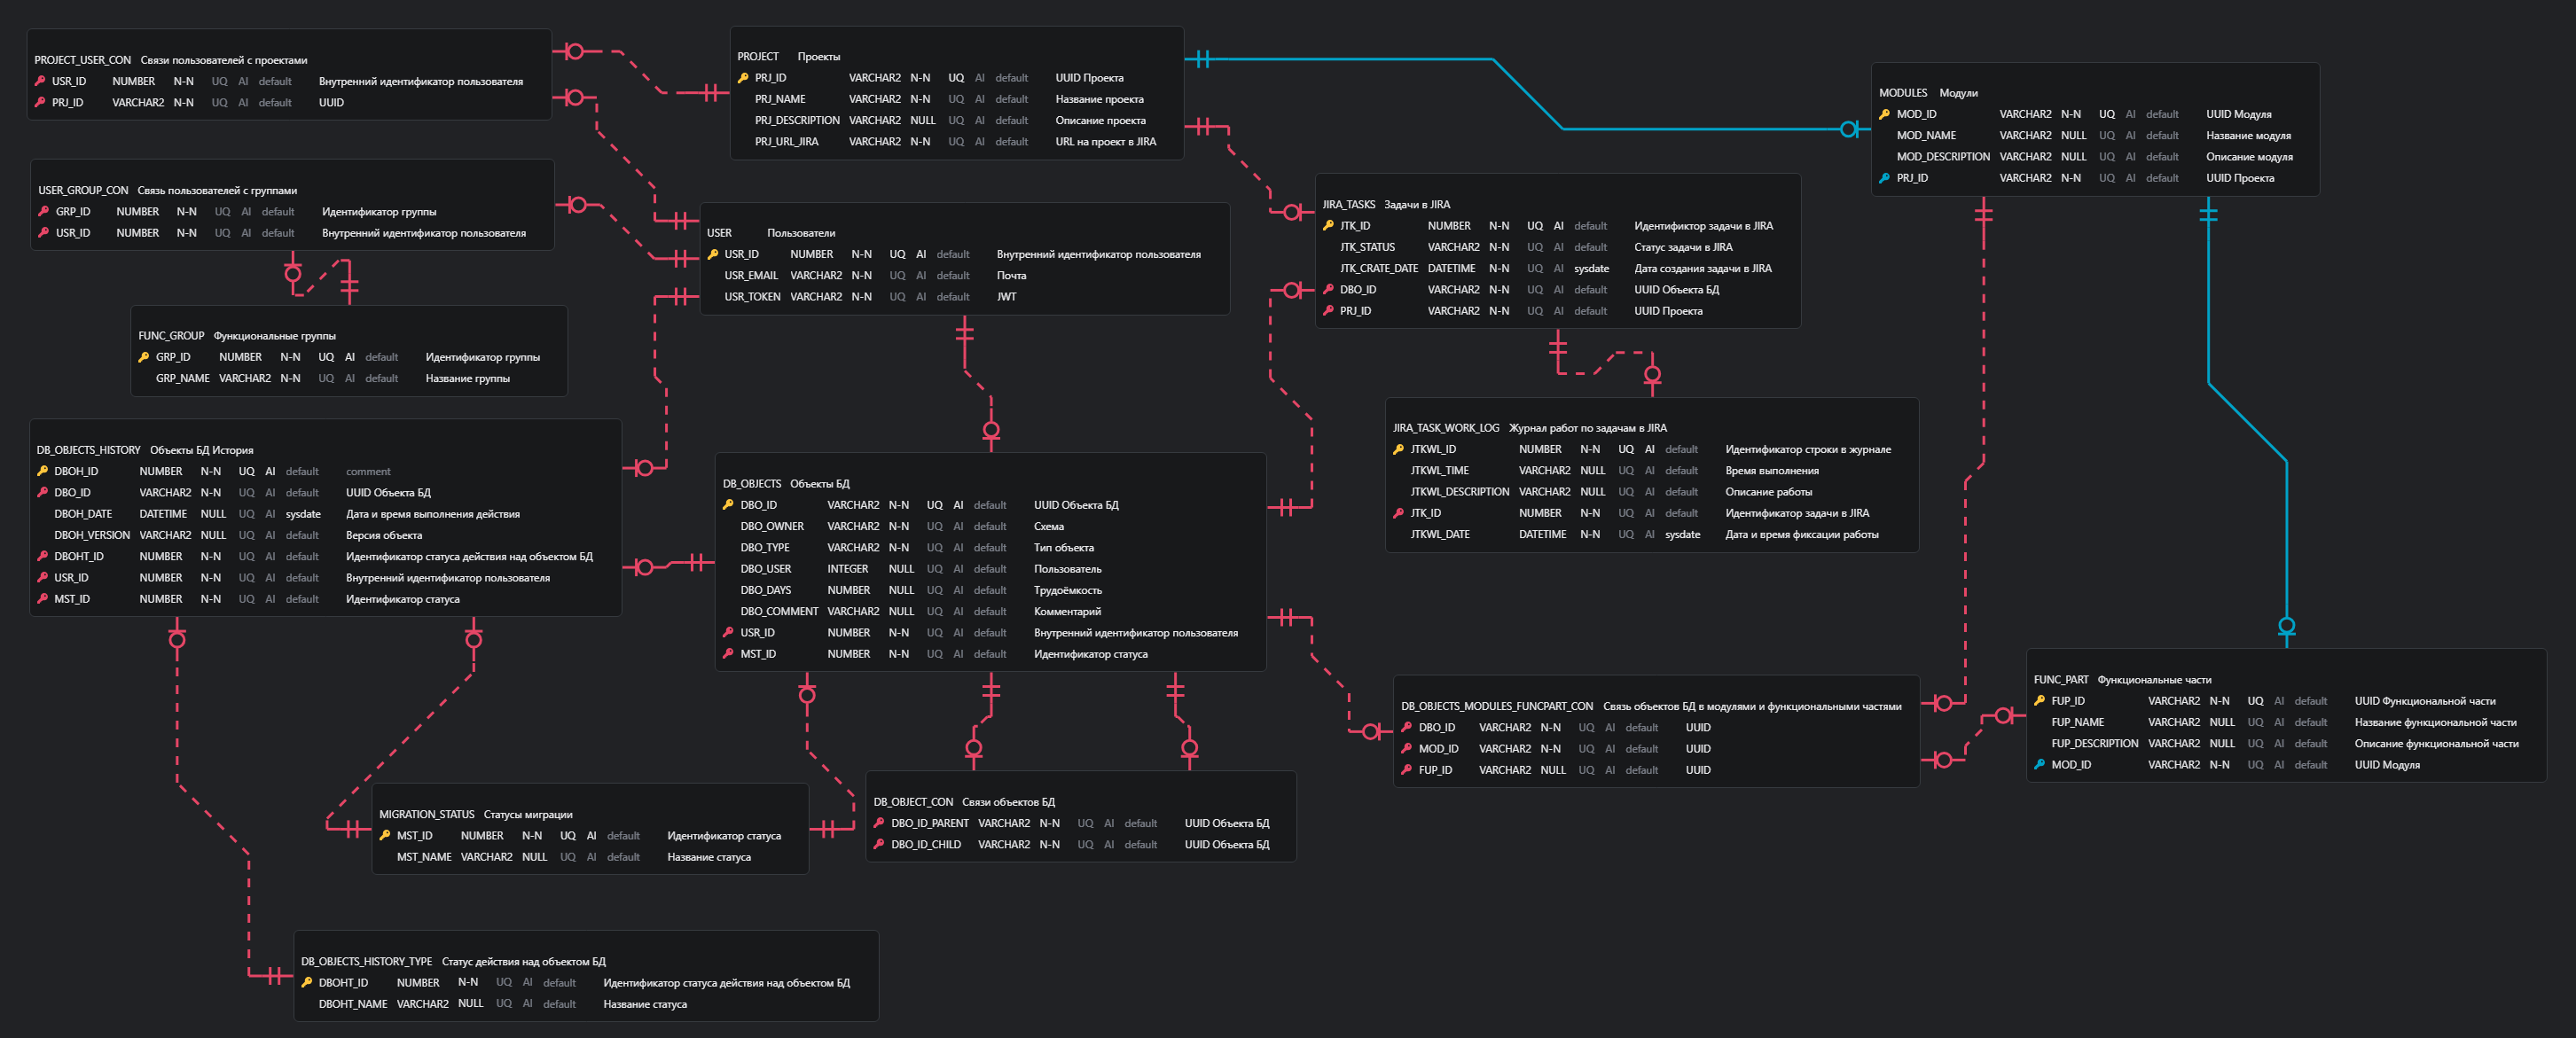 PROJECT_USER_CON Связи пользователей с проектами
USR_ID NUMBER N-N UQ AI default Внутренний идентификатор пользователя
PRJ_ID VARCHAR2 N-N UQ AI default UUID
PROJECT Проекты
PRJ_ID VARCHAR2 N-N UQ AI default UUID Проекта
PRJ_NAME VARCHAR2 N-N UQ AI default Название проекта
PRJ_DESCRIPTION VARCHAR2 NULL UQ AI default Описание проекта
PRJ_URL_JIRA VARCHAR2 N-N UQ AI default URL на проект в JIRA
MODULES Модули
MOD_ID VARCHAR2 N-N UQ AI default UUID Модуля
MOD_NAME VARCHAR2 NULL UQ AI default Название модуля
MOD_DESCRIPTION VARCHAR2 NULL UQ AI default Описание модуля
PRJ_ID VARCHAR2 N-N UQ AI default UUID Проекта
USER_GROUP_CON Связь пользователей с группами
GRP_ID NUMBER N-N UQ AI default Идентификатор группы
USR_ID NUMBER N-N UQ AI default Внутренний идентификатор пользователя
USER Пользователи
USR_ID NUMBER N-N UQ AI default Внутренний идентификатор пользователя
USR_EMAIL VARCHAR2 N-N UQ AI default Почта
USR_TOKEN VARCHAR2 N-N UQ AI default JWT
JIRA_TASKS Задачи в JIRA
JTK_ID NUMBER N-N UQ AI default Идентификтор задачи в JIRA
JTK_STATUS VARCHAR2 N-N UQ AI default Статус задачи в JIRA
JTK_CRATE_DATE DATETIME N-N UQ AI sysdate Дата создания задачи в JIRA
DBO_ID VARCHAR2 N-N UQ AI default UUID Объекта БД
PRJ_ID VARCHAR2 N-N UQ AI default UUID Проекта
FUNC_GROUP Функциональные группы
GRP_ID NUMBER N-N UQ AI default Идентификатор группы
GRP_NAME VARCHAR2 N-N UQ AI default Название группы
JIRA_TASK_WORK_LOG Журнал работ по задачам в JIRA
JTKWL_ID NUMBER N-N UQ AI default Идентификатор строки в журнале
JTKWL_TIME VARCHAR2 NULL UQ AI default Время выполнения
JTKWL_DESCRIPTION VARCHAR2 NULL UQ AI default Описание работы
JTK_ID NUMBER N-N UQ AI default Идентификатор задачи в JIRA
JTKWL_DATE DATETIME N-N UQ AI sysdate Дата и время фиксации работы
DB_OBJECTS_HISTORY Объекты БД История
DBOH_ID NUMBER N-N UQ AI default comment
DBO_ID VARCHAR2 N-N UQ AI default UUID Объекта БД
DBOH_DATE DATETIME NULL UQ AI sysdate Дата и время выполнения действия
DBOH_VERSION VARCHAR2 NULL UQ AI default Версия объекта
DBOHT_ID NUMBER N-N UQ AI default Идентификатор статуса действия над объектом БД
USR_ID NUMBER N-N UQ AI default Внутренний идентификатор пользователя
MST_ID NUMBER N-N UQ AI default Идентификатор статуса
DB_OBJECTS Объекты БД
DBO_ID VARCHAR2 N-N UQ AI default UUID Объекта БД
DBO_OWNER VARCHAR2 N-N UQ AI default Схема
DBO_TYPE VARCHAR2 N-N UQ AI default Тип объекта
DBO_USER INTEGER NULL UQ AI default Пользователь
DBO_DAYS NUMBER NULL UQ AI default Трудоёмкость
DBO_COMMENT VARCHAR2 NULL UQ AI default Комментарий
USR_ID NUMBER N-N UQ AI default Внутренний идентификатор пользователя
MST_ID NUMBER N-N UQ AI default Идентификатор статуса
DB_OBJECTS_MODULES_FUNCPART_CON Связь объектов БД в модулями и функциональными частями
DBO_ID VARCHAR2 N-N UQ AI default UUID
MOD_ID VARCHAR2 N-N UQ AI default UUID
FUP_ID VARCHAR2 NULL UQ AI default UUID
FUNC_PART Функциональные части
FUP_ID VARCHAR2 N-N UQ AI default UUID Функциональной части
FUP_NAME VARCHAR2 NULL UQ AI default Название функциональной части
FUP_DESCRIPTION VARCHAR2 NULL UQ AI default Описание функциональной части
MOD_ID VARCHAR2 N-N UQ AI default UUID Модуля
MIGRATION_STATUS Статусы миграции
MST_ID NUMBER N-N UQ AI default Идентификатор статуса
MST_NAME VARCHAR2 NULL UQ AI default Название статуса
DB_OBJECT_CON Связи объектов БД
DBO_ID_PARENT VARCHAR2 N-N UQ AI default UUID Объекта БД
DBO_ID_CHILD VARCHAR2 N-N UQ AI default UUID Объекта БД
DB_OBJECTS_HISTORY_TYPE Статус действия над объектом БД
DBOHT_ID NUMBER N-N UQ AI default Идентификатор статуса действия над объектом БД
DBOHT_NAME VARCHAR2 NULL UQ AI default Название статуса